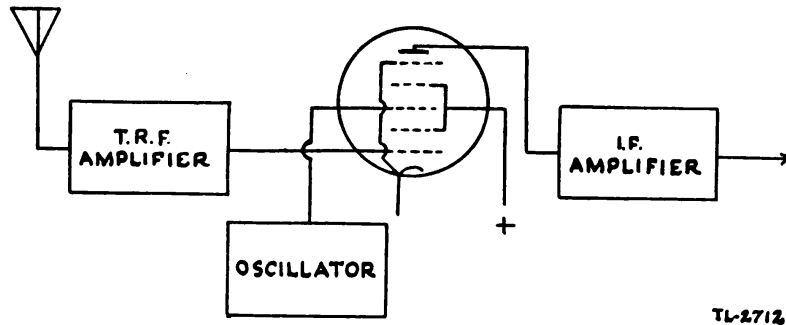 T.R.F.
AMPLIFIER
I.F.
AMPLIFIER
+
OSCILLATOR
TL-2712